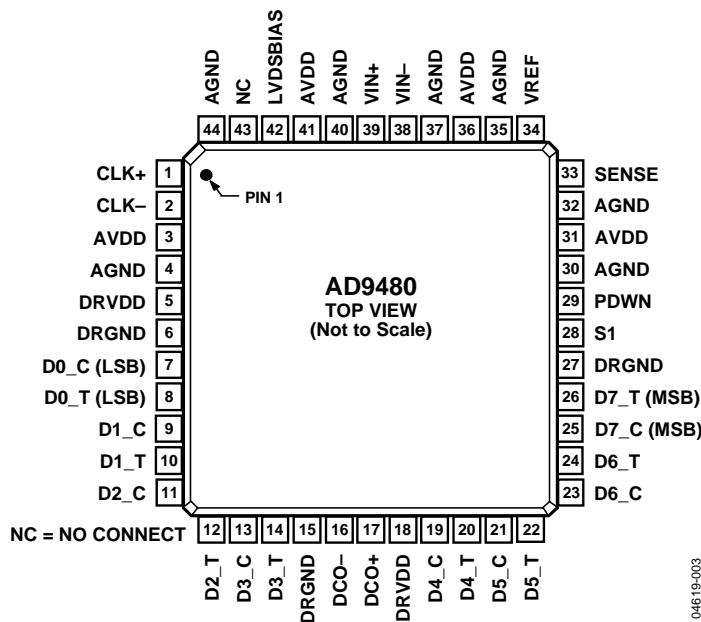 AGND
NC
LVDSBIAS
AVDD
AGND
VIN+
VIN–
AGND
AVDD
AGND
VREF
44 43 42 41 40 39 38 37 36 35 34
CLK+ 1
CLK– 2
AVDD 3
AGND 4
DRVDD 5
DRGND 6
D0_C (LSB) 7
D0_T (LSB) 8
D1_C 9
D1_T 10
D2_C 11
PIN 1
AD9480
TOP VIEW
(Not to Scale)
33 SENSE
32 AGND
31 AVDD
30 AGND
29 PDWN
28 S1
27 DRGND
26 D7_T (MSB)
25 D7_C (MSB)
24 D6_T
23 D6_C
NC = NO CONNECT
12 13 14 15 16 17 18 19 20 21 22
D2_T
D3_C
D3_T
DRGND
DCO–
DCO+
DRVDD
D4_C
D4_T
D5_C
D5_T
04619-003